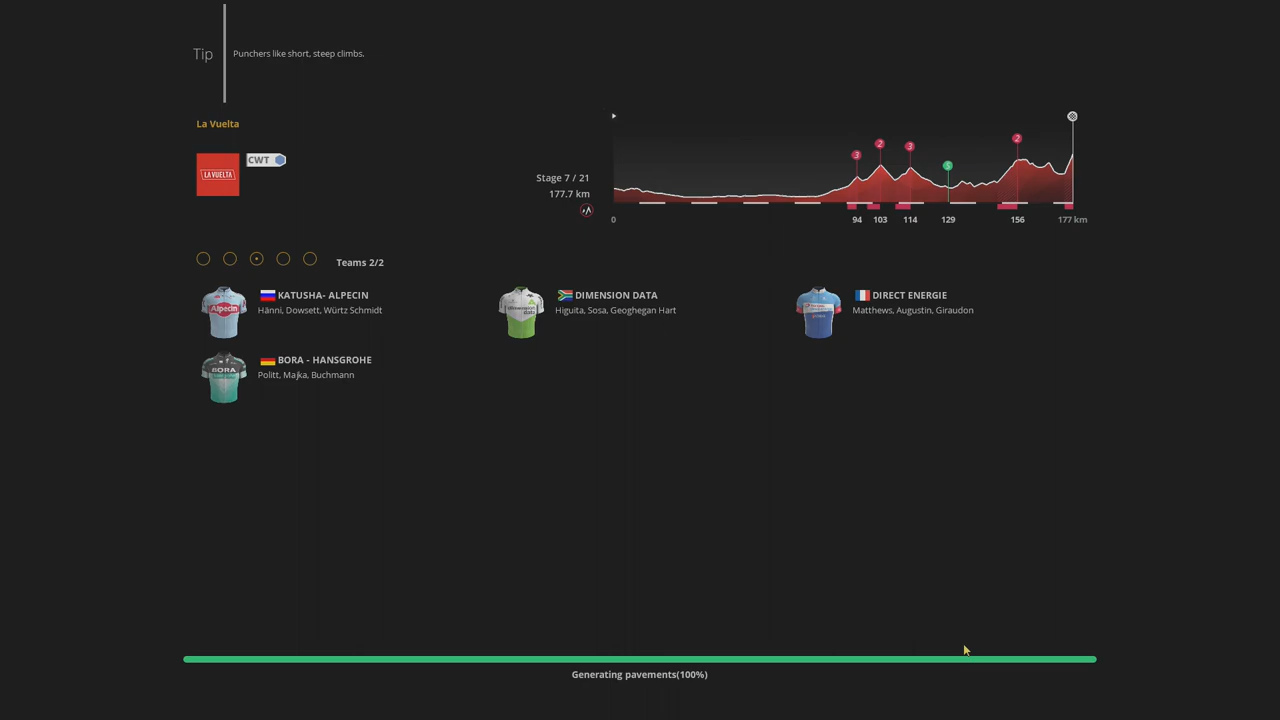 Tip
Punchers like short, steep climbs.
La Vuelta
LA VUELTA
CWT
Stage 7 / 21
177.7 km
3
2
3
S
2
0
94
103
114
129
156
177 km
Teams 2/2
KATUSHA- ALPECIN
Hänni, Dowsett, Würtz Schmidt
DIMENSION DATA
Higuita, Sosa, Geoghegan Hart
DIRECT ENERGIE
Matthews, Augustin, Giraudon
BORA - HANSGROHE
Politt, Majka, Buchmann
Alpecin
BORA
Generating pavements(100%)